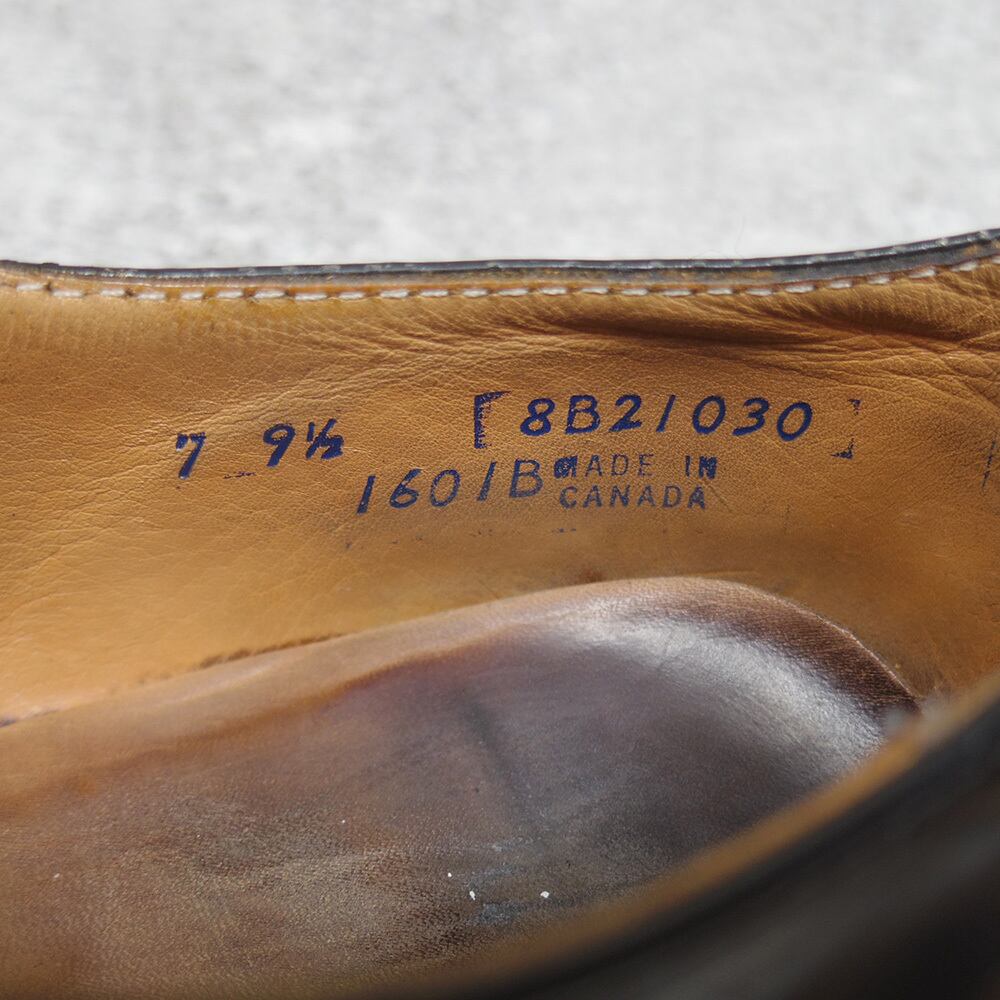 7 9½ [8B21030]
1601B MADE IN
CANADA